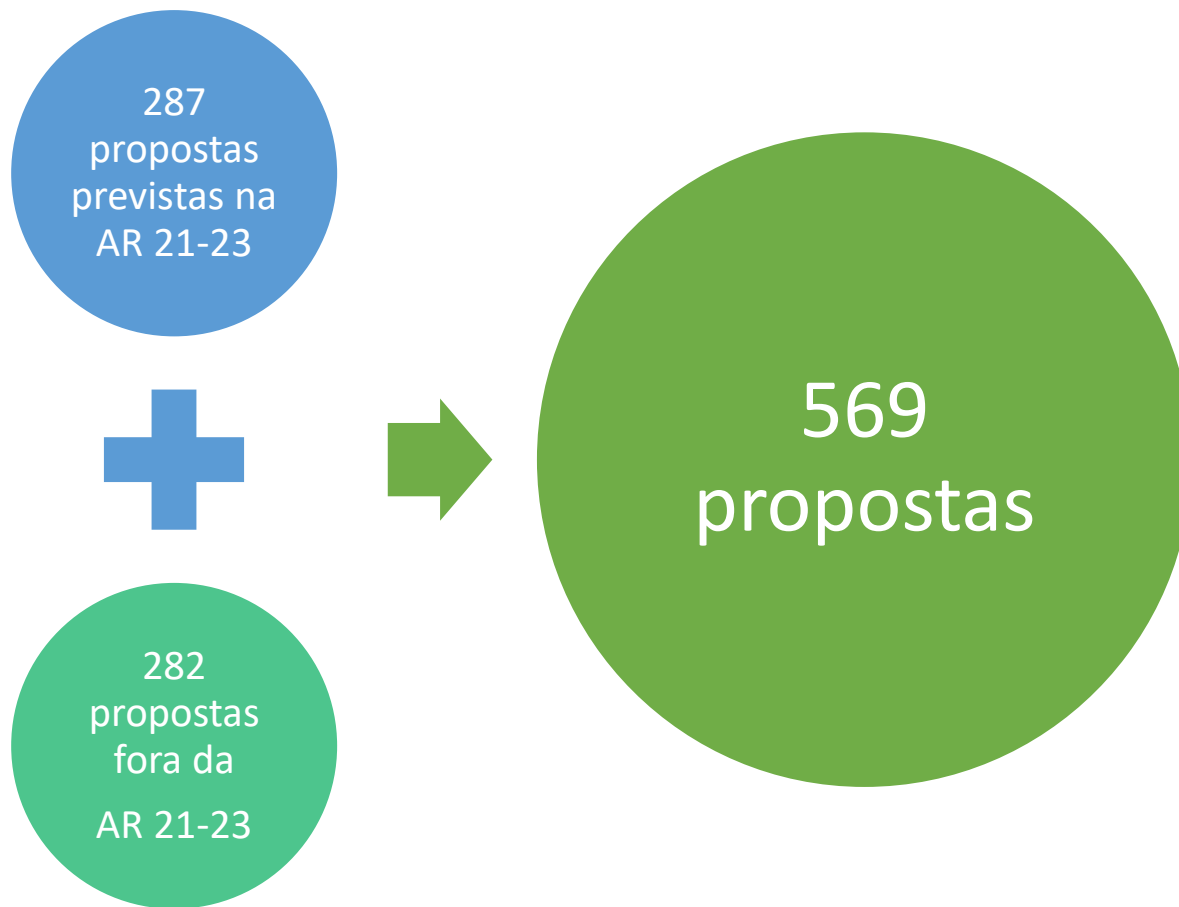 287
propostas
previstas na
AR 21-23
282
propostas
fora da
AR 21-23
569
propostas